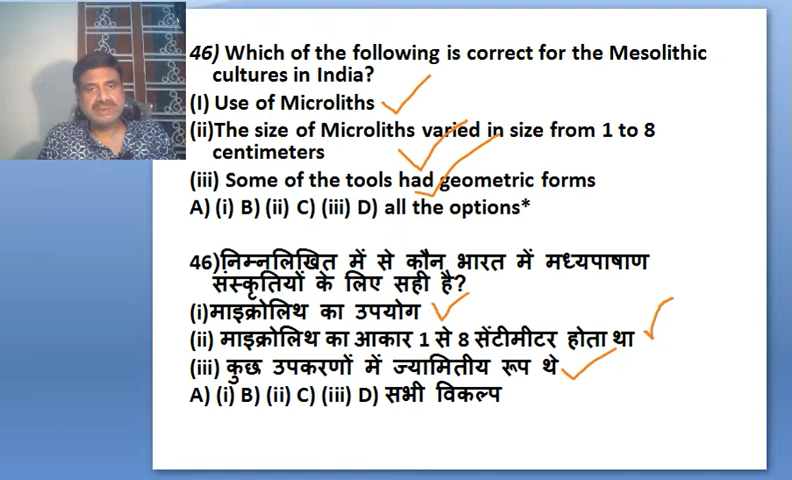 46) Which of the following is correct for the Mesolithic
cultures in India?
(I) Use of Microliths
(ii)The size of Microliths varied in size from 1 to 8
centimeters
(iii) Some of the tools had geometric forms
A) (i) B) (ii) C) (iii) D) all the options*
46)निम्नलिखित में से कौन भारत में मध्यपाषाण
संस्कृतियों के लिए सही है?
(i)माइक्रोलिथ का उपयोग
(ii) माइक्रोलिथ का आकार 1 से 8 सेंटीमीटर होता था
(iii) कुछ उपकरणों में ज्यामितीय रूप थे
A) (i) B) (ii) C) (iii) D) सभी विकल्प